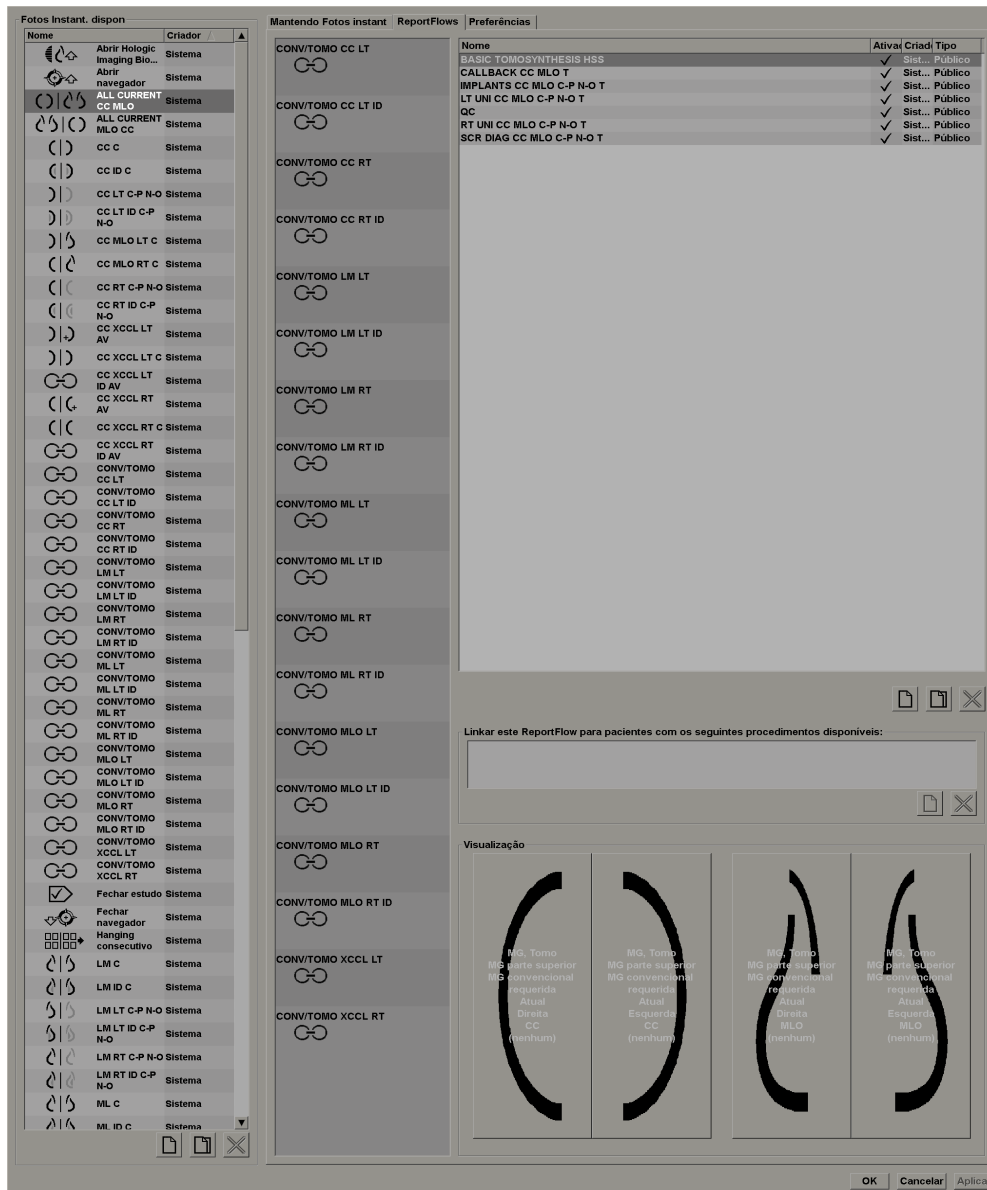 Fotos Instant. dispon
Nome Criador
Abrir Hologic
Imaging Bio... Sistema
Abrir
navegador Sistema
ALL CURRENT
CC MLO Sistema
ALL CURRENT
MLO CC Sistema
CC C Sistema
CC ID C Sistema
CC LT C-P N-O Sistema
CC LT ID C-P
N-O Sistema
CC MLO LT C Sistema
CC MLO RT C Sistema
CC RT C-P N-O Sistema
CC RT ID C-P
N-O Sistema
CC XCCL LT
AV Sistema
CC XCCL LT C Sistema
CC XCCL LT
ID AV Sistema
CC XCCL RT
AV Sistema
CC XCCL RT C Sistema
CC XCCL RT
ID AV Sistema
CONV/TOMO
CC LT Sistema
CONV/TOMO
CC LT ID Sistema
CONV/TOMO
CC RT Sistema
CONV/TOMO
CC RT ID Sistema
CONV/TOMO
LM LT Sistema
CONV/TOMO
LM LT ID Sistema
CONV/TOMO
LM RT Sistema
CONV/TOMO
LM RT ID Sistema
CONV/TOMO
ML LT Sistema
CONV/TOMO
ML LT ID Sistema
CONV/TOMO
ML RT Sistema
CONV/TOMO
ML RT ID Sistema
CONV/TOMO
MLO LT Sistema
CONV/TOMO
MLO LT ID Sistema
CONV/TOMO
MLO RT Sistema
CONV/TOMO
MLO RT ID Sistema
CONV/TOMO
XCCL LT Sistema
CONV/TOMO
XCCL RT Sistema
Fechar estudo Sistema
Fechar
navegador Sistema
Hanging
consecutivo Sistema
LM C Sistema
LM ID C Sistema
LM LT C-P N-O Sistema
LM LT ID C-P
N-O Sistema
LM RT C-P N-O Sistema
LM RT ID C-P
N-O Sistema
ML C Sistema
ML ID C Sistema
Mantendo Fotos instant ReportFlows Preferências
CONV/TOMO CC LT
CONV/TOMO CC LT ID
CONV/TOMO CC RT
CONV/TOMO CC RT ID
CONV/TOMO LM LT
CONV/TOMO LM LT ID
CONV/TOMO LM RT
CONV/TOMO LM RT ID
CONV/TOMO ML LT
CONV/TOMO ML LT ID
CONV/TOMO ML RT
CONV/TOMO ML RT ID
CONV/TOMO MLO LT
CONV/TOMO MLO LT ID
CONV/TOMO MLO RT
CONV/TOMO MLO RT ID
CONV/TOMO XCCL LT
CONV/TOMO XCCL RT
Nome Ativa Criad Tipo
BASIC TOMOSYNTHESIS HSS Sist... Público
CALLBACK CC MLO T Sist... Público
IMPLANTS CC MLO C-P N-O T Sist... Público
LT UNI CC MLO C-P N-O T Sist... Público
QC Sist... Público
RT UNI CC MLO C-P N-O T Sist... Público
SCR DIAG CC MLO C-P N-O T Sist... Público
Linkar este ReportFlow para pacientes com os seguintes procedimentos disponíveis:
Visualização
MG, Tomo
MG parte superior
MG convencional
requerida
Atual
Direita
CC
(nenhum)
MG, Tomo
MG parte superior
MG convencional
requerida
Atual
Esquerda
CC
(nenhum)
MG, Tomo
MG parte superior
MG convencional
requerida
Atual
Direita
MLO
(nenhum)
MG, Tomo
MG parte superior
MG convencional
requerida
Atual
Esquerda
MLO
(nenhum)
OK Cancelar Aplica